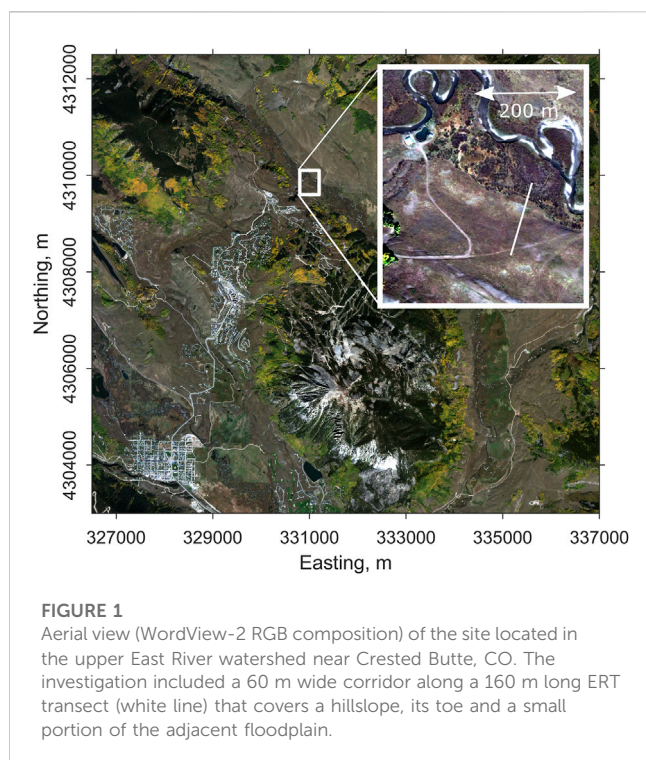 4312000
4310000
4308000
4306000
4304000
Northing, m
200 m
327000 329000 331000 333000 335000 337000
Easting, m
FIGURE 1
Aerial view (WordView-2 RGB composition) of the site located in
the upper East River watershed near Crested Butte, CO. The
investigation included a 60 m wide corridor along a 160 m long ERT
transect (white line) that covers a hillslope, its toe and a small
portion of the adjacent floodplain.